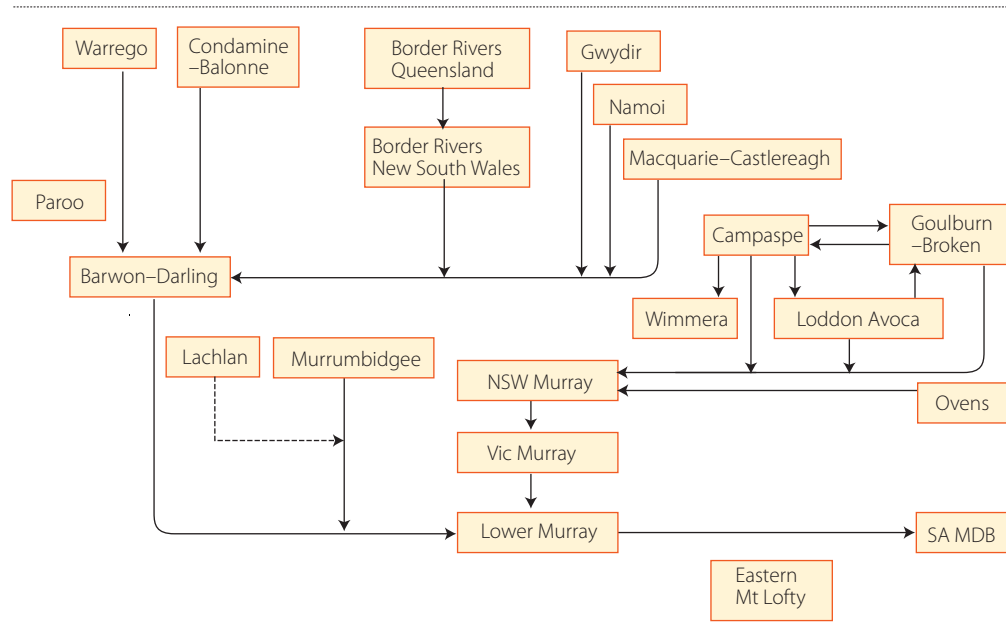 Warrego
Condamine
–Balonne
Border Rivers
Queensland
Gwydir
Namoi
Border Rivers
New South Wales
Macquarie–Castlereagh
Paroo
Campaspe
Goulburn
–Broken
Barwon–Darling
Wimmera
Loddon Avoca
Lachlan
Murrumbidgee
NSW Murray
Ovens
Vic Murray
Lower Murray
SA MDB
Eastern
Mt Lofty